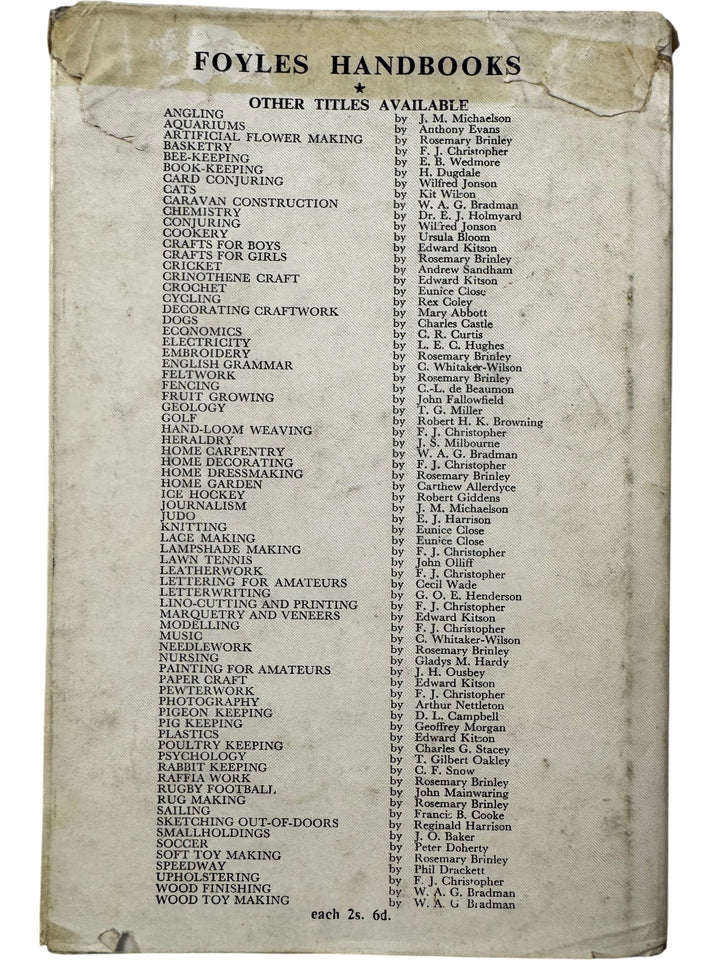 FOYLES HANDBOOKS
★
OTHER TITLES AVAILABLE
ANGLING by J. M. Michaelson
AQUARIUMS by Anthony Evans
ARTIFICIAL FLOWER MAKING by Rosemary Brinley
BASKETRY by F. J. Christopher
BEE-KEEPING by E. B. Wedmore
BOOK-KEEPING by H. Dugdale
CARD CONJURING by Wilfred Jonson
CATS by Kit Wilson
CARAVAN CONSTRUCTION by W. A. G. Bradman
CHEMISTRY by Dr. E. J. Holmyard
CONJURING by Wilfred Jonson
COOKERY by Ursula Bloom
CRAFTS FOR BOYS by Edward Kitson
CRAFTS FOR GIRLS by Rosemary Brinley
CRICKET by Andrew Sandham
CRINOTHENE CRAFT by Edward Kitson
CROCHET by Eunice Close
CYCLING by Rex Coley
DECORATING CRAFTWORK by Mary Abbott
DOGS by Charles Castle
ECONOMICS by C. R. Curtis
ELECTRICITY by L. E. C. Hughes
EMBROIDERY by Rosemary Brinley
ENGLISH GRAMMAR by C. Whitaker-Wilson
FELTWORK by Rosemary Brinley
FENCING by C.-L. de Beaumon
FRUIT GROWING by John Fallowfield
GEOLOGY by T. G. Miller
GOLF by Robert H. K. Browning
HAND-LOOM WEAVING by F. J. Christopher
HERALDRY by J. S. Milbourne
HOME CARPENTRY by W. A. G. Bradman
HOME DECORATING by F. J. Christopher
HOME DRESSMAKING by Rosemary Brinley
HOME GARDEN by Carthew Allerdyce
ICE HOCKEY by Robert Giddens
JOURNALISM by J. M. Michaelson
JUDO by E. J. Harrison
KNITTING by Eunice Close
LACE MAKING by Eunice Close
LAMPSHADE MAKING by F. J. Christopher
LAWN TENNIS by John Olliff
LEATHERWORK by F. J. Christopher
LETTERING FOR AMATEURS by Cecil Wade
LETTERWRITING by G. O. E. Henderson
LINO-CUTTING AND PRINTING by F. J. Christopher
MARQUETRY AND VENEERS by Edward Kitson
MODELLING by F. J. Christopher
MUSIC by C. Whitaker-Wilson
NEEDLEWORK by Rosemary Brinley
NURSING by Gladys M. Hardy
PAINTING FOR AMATEURS by J. H. Ousbey
PAPER CRAFT by Edward Kitson
PEWTERWORK by F. J. Christopher
PHOTOGRAPHY by Arthur Nettleton
PIGEON KEEPING by D. L. Campbell
PIG KEEPING by Geoffrey Morgan
PLASTICS by Edward Kitson
POULTRY KEEPING by Charles G. Stacey
PSYCHOLOGY by T. Gilbert Oakley
RABBIT KEEPING by C. F. Snow
RAFFIA WORK by Rosemary Brinley
RUGBY FOOTBALL by John Mainwaring
RUG MAKING by Rosemary Brinley
SAILING by Francis B. Cooke
SKETCHING OUT-OF-DOORS by Reginald Harrison
SMALLHOLDINGS by J. O. Baker
SOCCER by Peter Doherty
SOFT TOY MAKING by Rosemary Brinley
SPEEDWAY by Phil Drackett
UPHOLSTERING by F. J. Christopher
WOOD FINISHING by W. A. G. Bradman
WOOD TOY MAKING by W. A. G Bradman
each 2s. 6d.